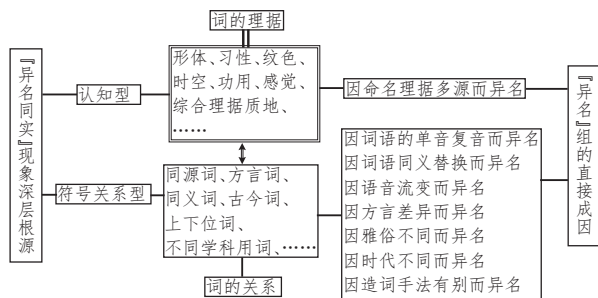 词的理据
『异名同实』现象深层根源
认知型
形体、习性、纹色、
时空、功用、感觉、
综合理据质地、
……
因命名理据多源而异名
『异名』组的直接成因
符号关系型
同源词、方言词、
同义词、古今词、
上下位词、
不同学科用词、……
因词语的单音复音而异名
因词语同义替换而异名
因语音流变而异名
因方言差异而异名
因雅俗不同而异名
因时代不同而异名
因造词手法有别而异名
词的关系